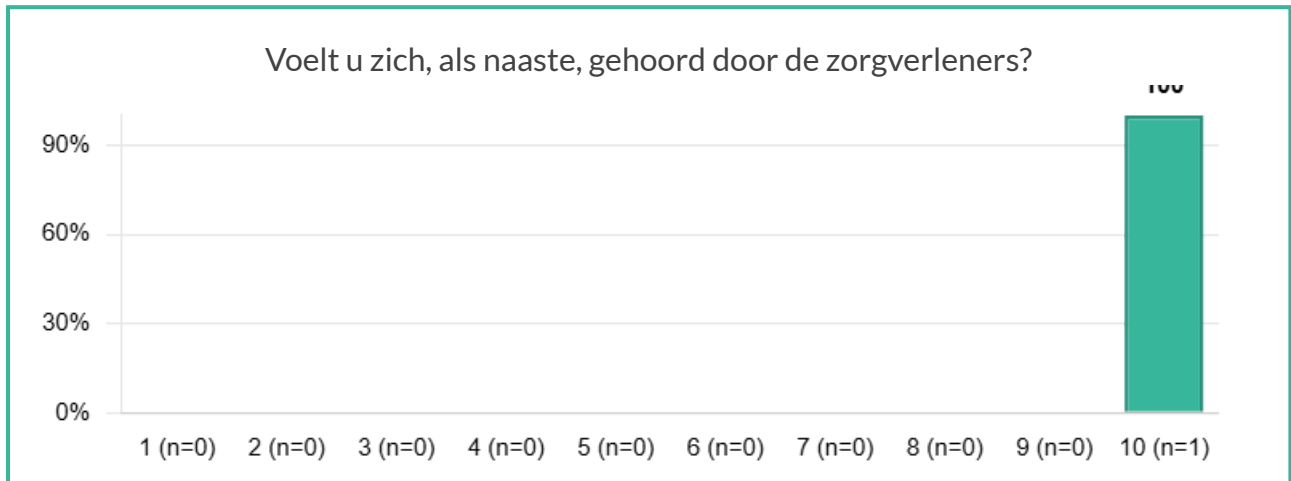 Voelt u zich, als naaste, gehoord door de zorgverleners?
100
90%
60%
30%
0%
1 (n=0) 2 (n=0) 3 (n=0) 4 (n=0) 5 (n=0) 6 (n=0) 7 (n=0) 8 (n=0) 9 (n=0) 10 (n=1)